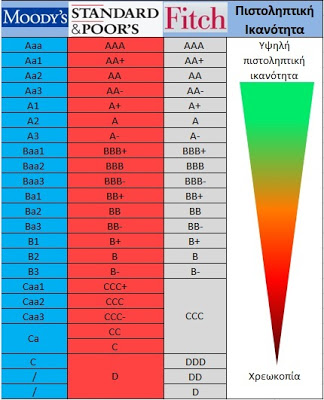 MOODY'S STANDARD &POOR'S Fitch Πιστοληπτική Ικανότητα
Aaa AAA AAA Υψηλή
Aa1 AA+ AA+ πιστοληπτική
Aa2 AA AA ικανότητα
Aa3 AA- AA-
A1 A+ A+
A2 A A
A3 A- A-
Baa1 BBB+ BBB+
Baa2 BBB BBB
Baa3 BBB- BBB-
Ba1 BB+ BB+
Ba2 BB BB
Ba3 BB- BB-
B1 B+ B+
B2 B B
B3 B- B-
Caa1 CCC+
Caa2 CCC CCC
Caa3 CCC-
Ca CC
C
C D DDD Χρεωκοπία
/ DD
/ D